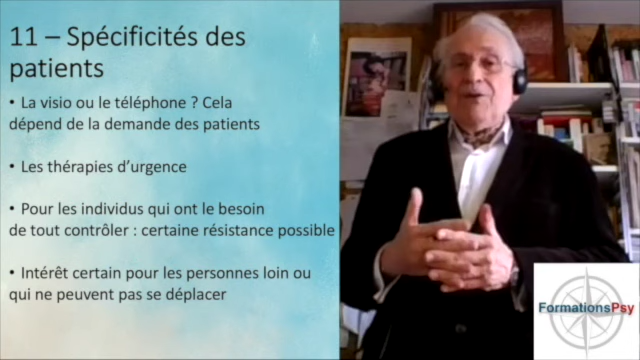 11 – Spécificités des
patients
• La visio ou le téléphone ? Cela
dépend de la demande des patients
• Les thérapies d’urgence
• Pour les individus qui ont le besoin
de tout contrôler : certaine résistance possible
• Intérêt certain pour les personnes loin ou
qui ne peuvent pas se déplacer
FormationsPsy